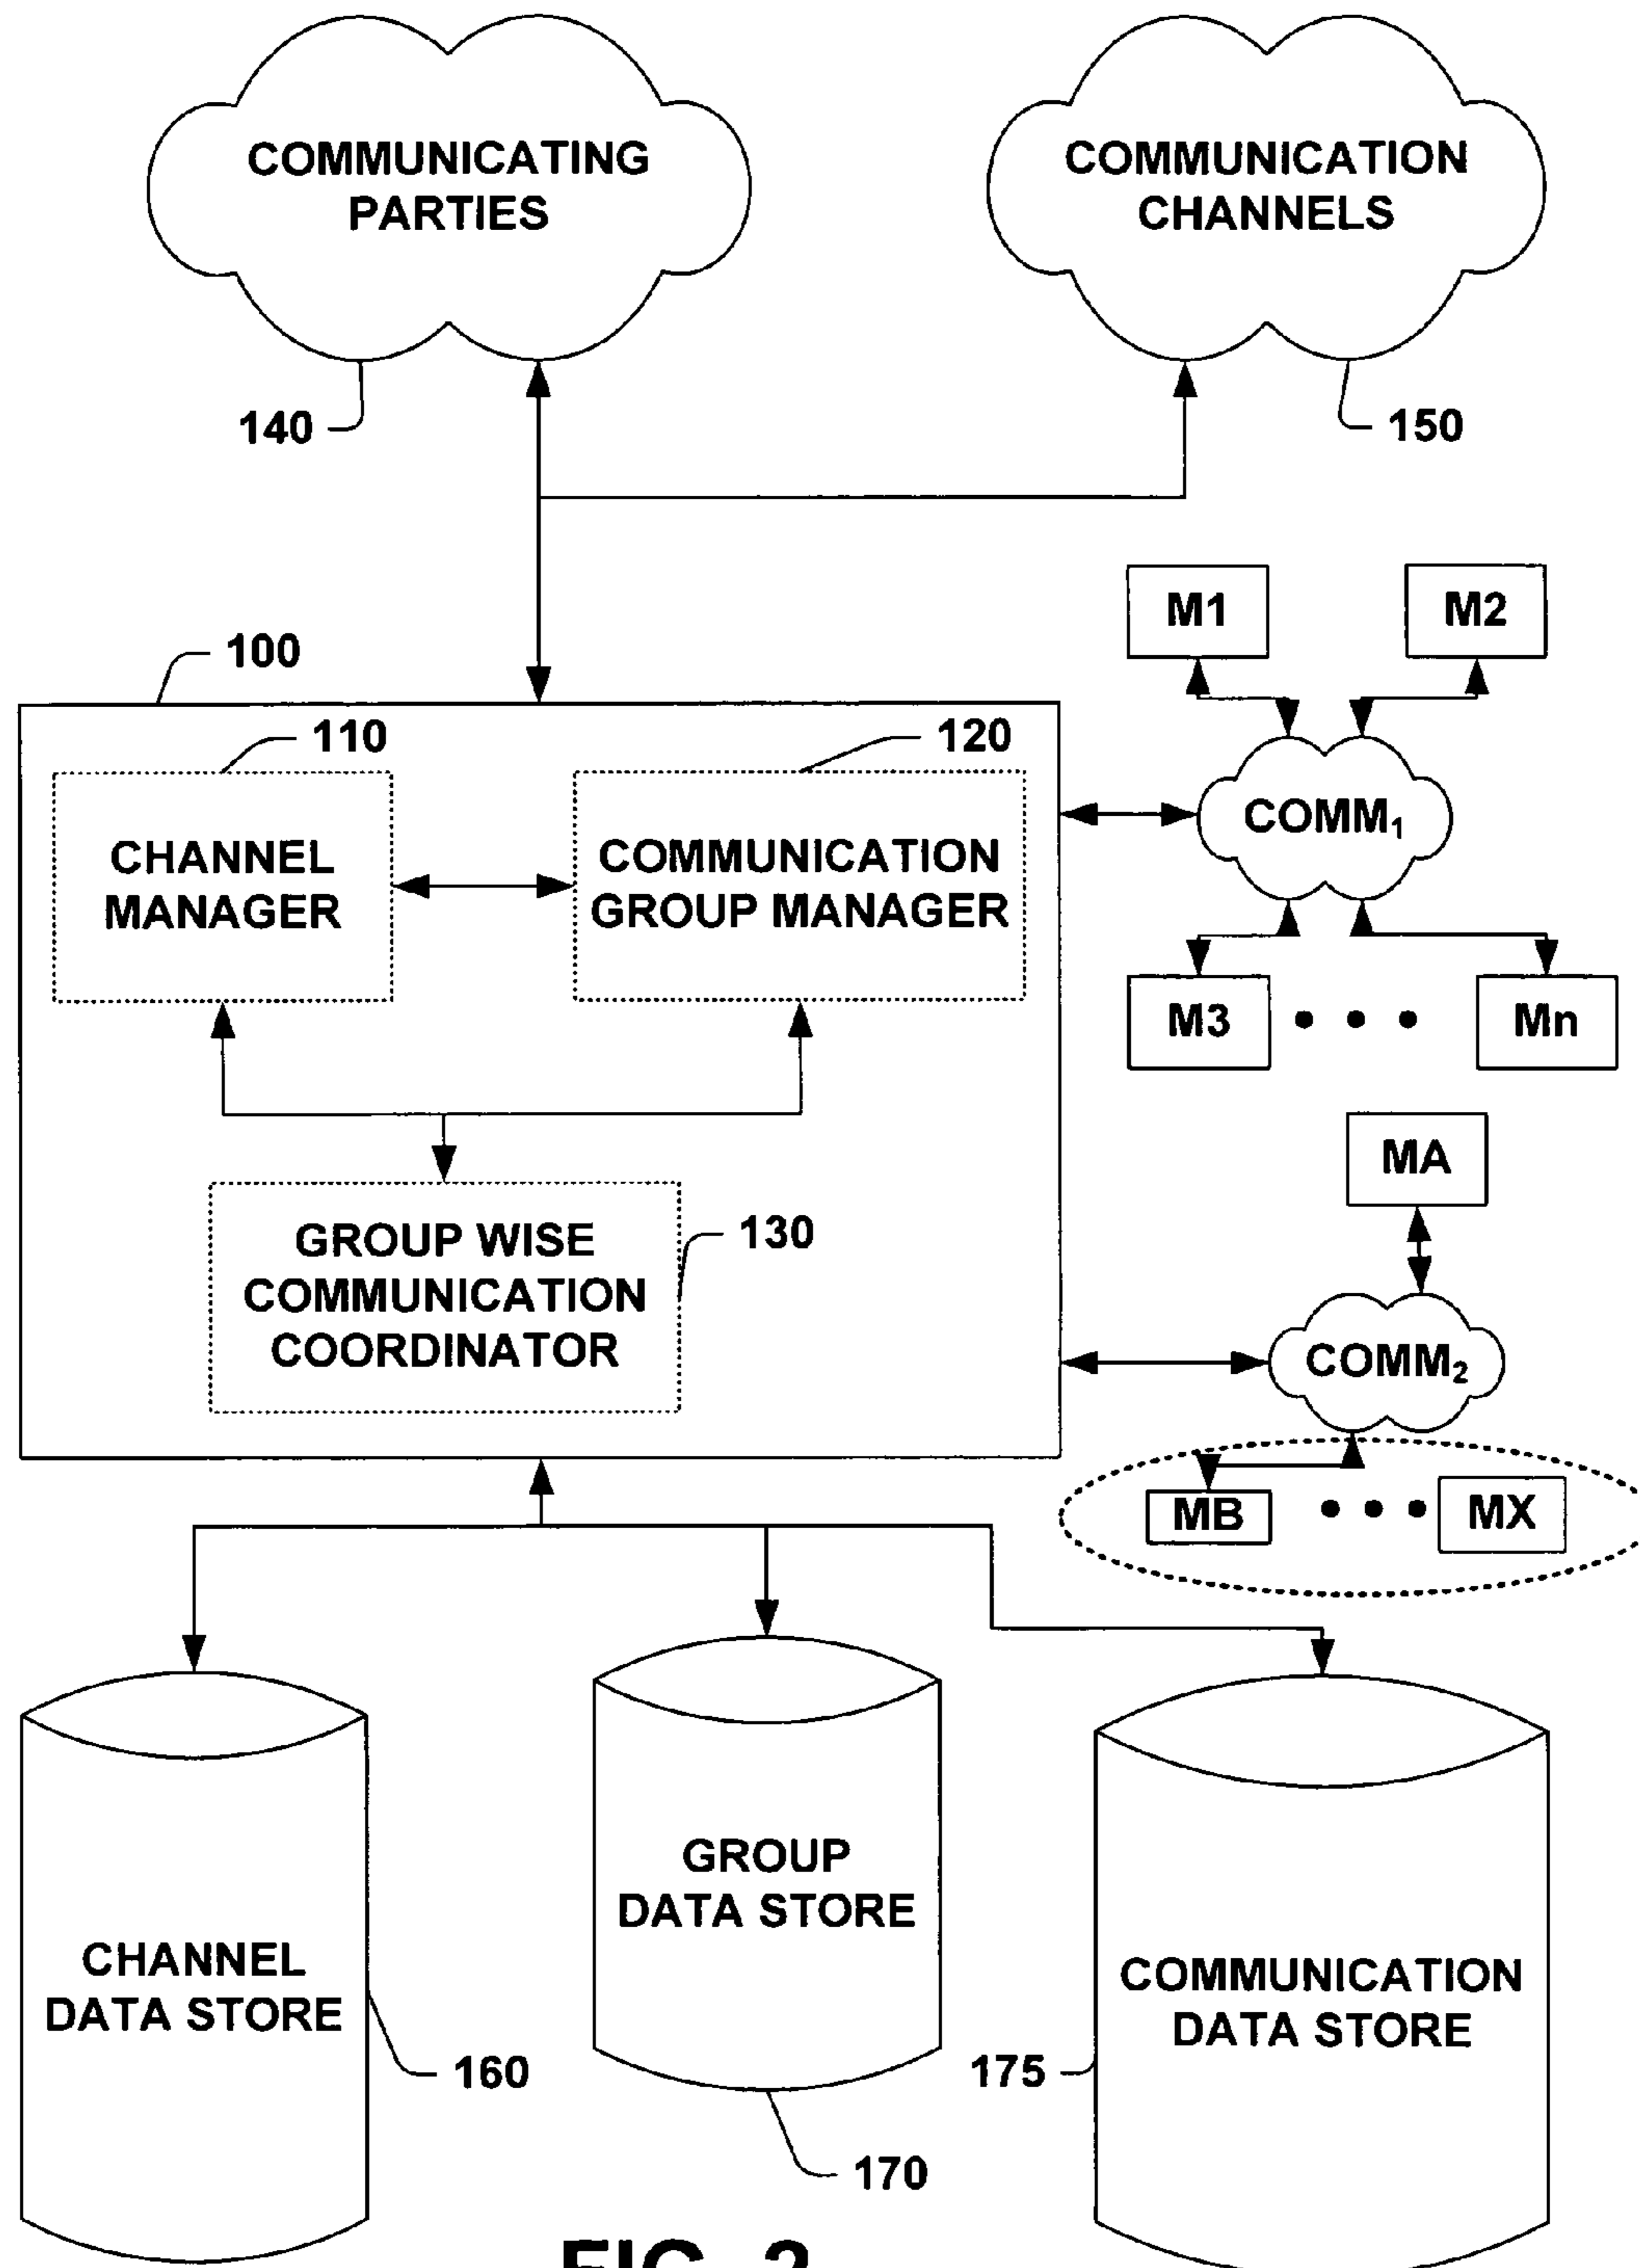 COMMUNICATING
PARTIES
COMMUNICATION
CHANNELS
140
150
M1
M2
100
110
120
CHANNEL
MANAGER
COMMUNICATION
GROUP MANAGER
COMM₁
M3
Mn
MA
GROUP WISE
COMMUNICATION
COORDINATOR
130
COMM₂
MB
MX
CHANNEL
DATA STORE
160
GROUP
DATA STORE
170
COMMUNICATION
DATA STORE
175
FIG. 2